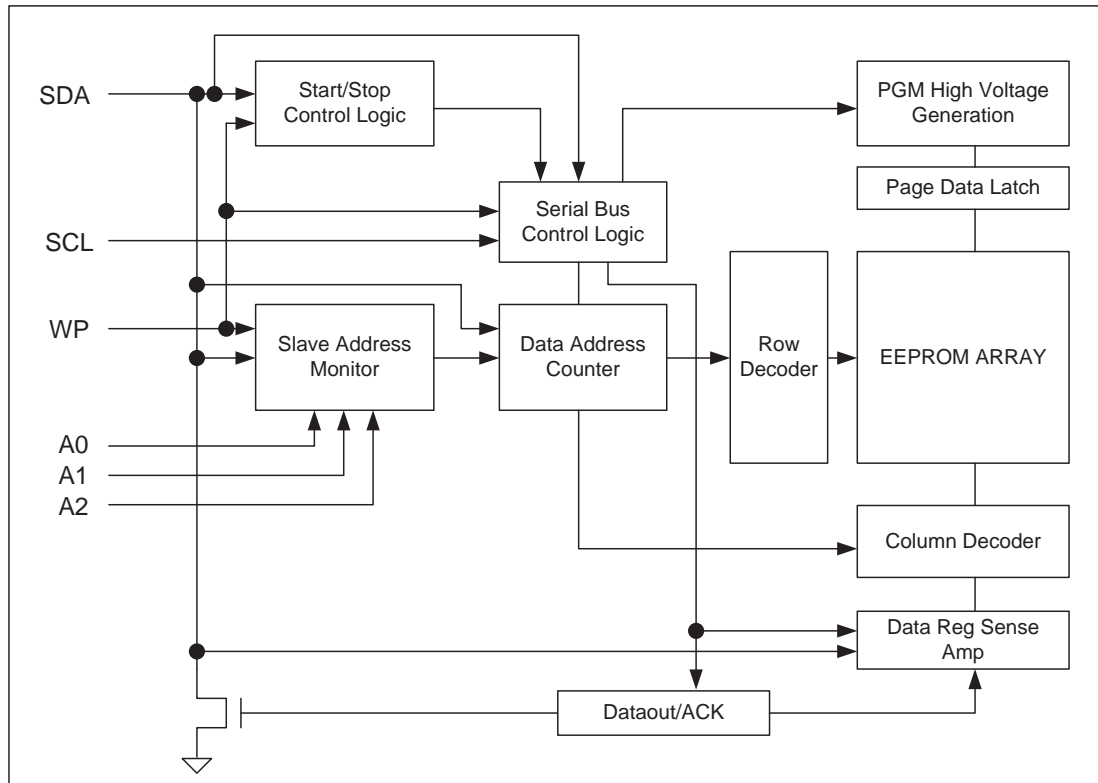 SDA
Start/Stop
Control Logic
PGM High Voltage
Generation
Page Data Latch
Serial Bus
Control Logic
SCL
WP
Slave Address
Monitor
Data Address
Counter
Row
Decoder
EEPROM ARRAY
A0
A1
A2
Column Decoder
Data Reg Sense
Amp
Dataout/ACK